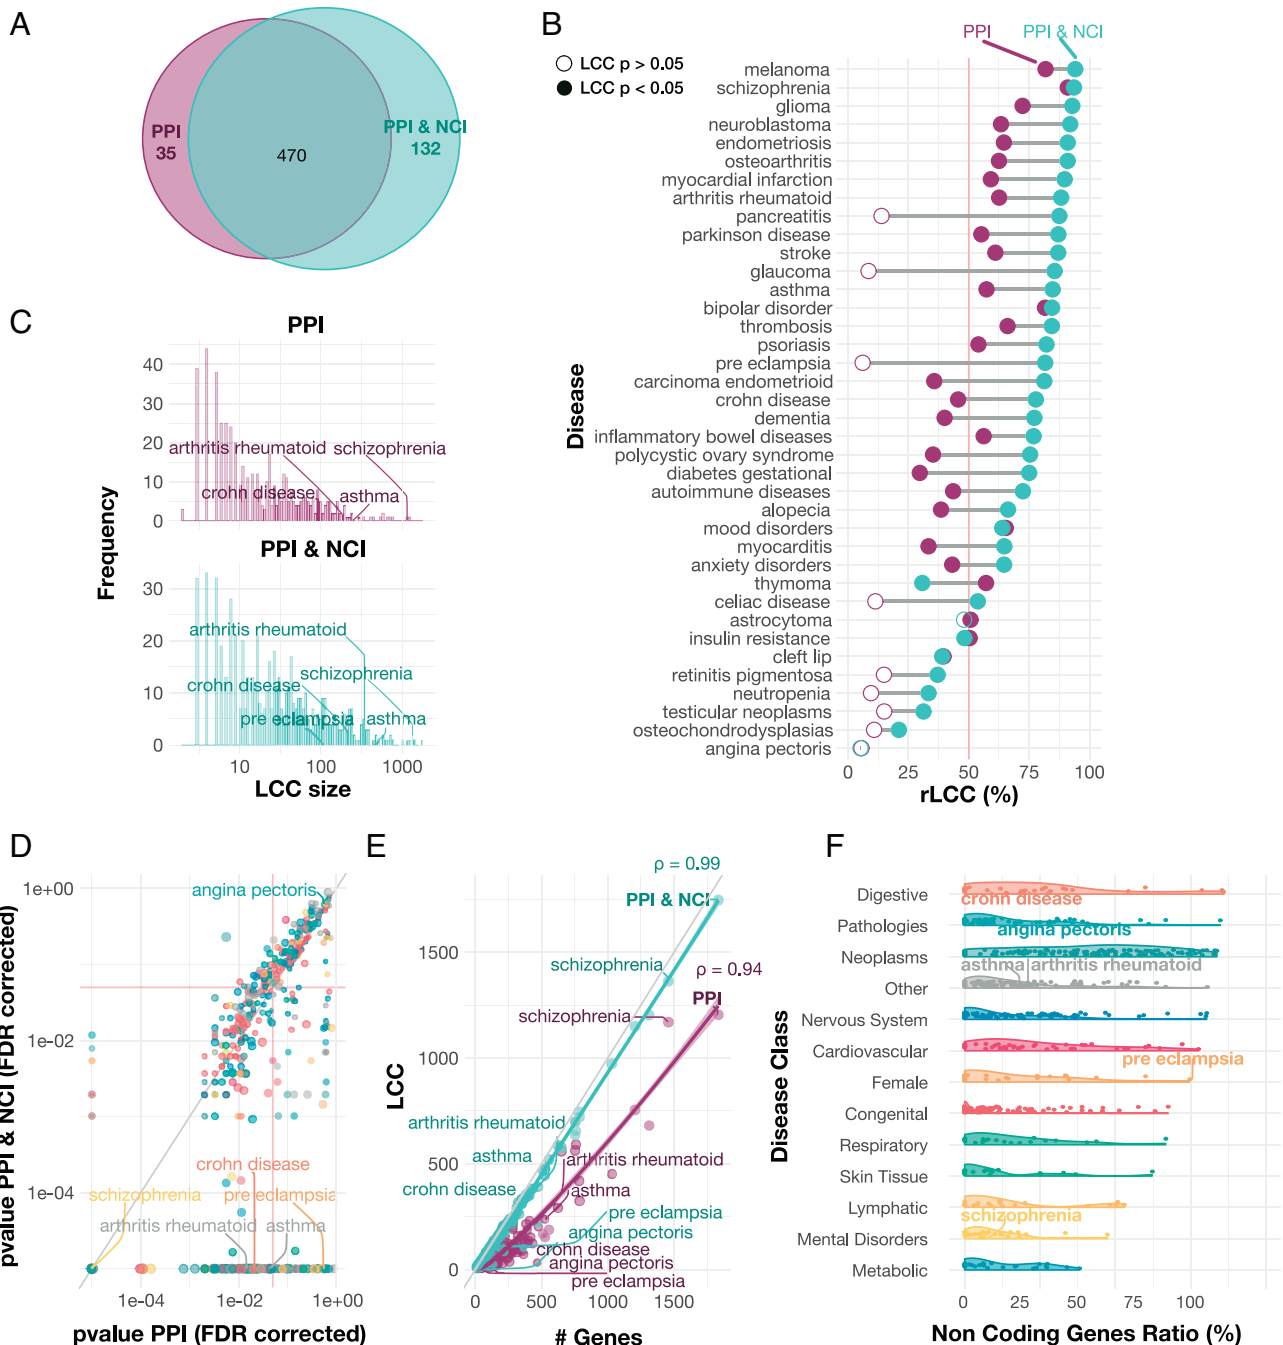 A
PPI
35
470
PPI & NCI
132
B
PPI
PPI & NCI
LCC p > 0.05
LCC p < 0.05
melanoma
schizophrenia
glioma
neuroblastoma
endometriosis
osteoarthritis
myocardial infarction
arthritis rheumatoid
pancreatitis
parkinson disease
stroke
glaucoma
asthma
bipolar disorder
thrombosis
psoriasis
pre eclampsia
carcinoma endometrioid
crohn disease
dementia
inflammatory bowel diseases
polycystic ovary syndrome
diabetes gestational
autoimmune diseases
alopecia
mood disorders
myocarditis
anxiety disorders
thymoma
celiac disease
astrocytoma
insulin resistance
cleft lip
retinitis pigmentosa
neutropenia
testicular neoplasms
osteochondrodysplasias
angina pectoris
Disease
0 25 50 75 100
rLCC (%)
C
PPI
40
30
20
10
0
arthritis rheumatoid
schizophrenia
crohn disease
asthma
PPI & NCI
30
20
10
0
arthritis rheumatoid
schizophrenia
crohn disease
pre eclampsia
asthma
Frequency
10 100 1000
LCC size
D
1e+00
1e-02
1e-04
angina pectoris
crohn disease
schizophrenia
pre eclampsia
arthritis rheumatoid
asthma
pvalue PPI & NCI (FDR corrected)
1e-04 1e-02 1e+00
pvalue PPI (FDR corrected)
E
ρ = 0.99
PPI & NCI
schizophrenia
ρ = 0.94
PPI
schizophrenia
arthritis rheumatoid
asthma
arthritis rheumatoid
crohn disease
asthma
pre eclampsia
angina pectoris
crohn disease
angina pectoris
pre eclampsia
1500
1000
500
0
LCC
0 500 1000 1500
# Genes
F
Digestive
crohn disease
Pathologies
angina pectoris
Neoplasms
asthma
arthritis rheumatoid
Other
Nervous System
Cardiovascular
pre eclampsia
Female
Congenital
Respiratory
Skin Tissue
Lymphatic
schizophrenia
Mental Disorders
Metabolic
Disease Class
0 25 50 75 100
Non Coding Genes Ratio (%)